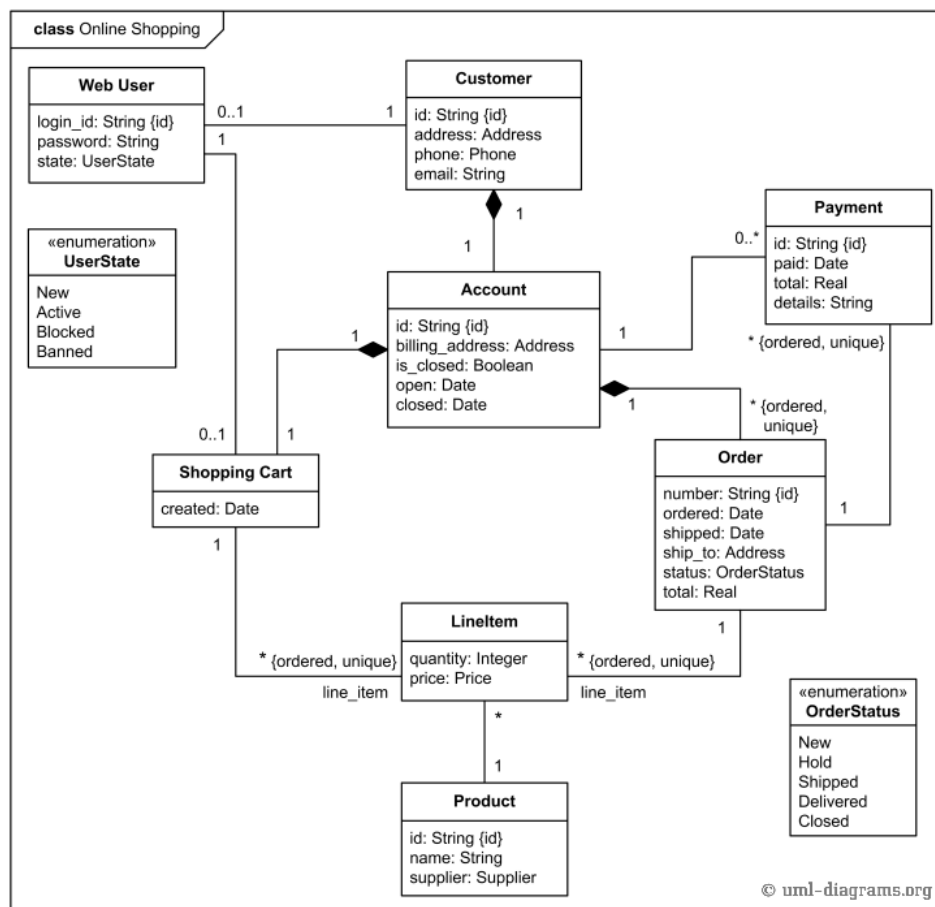 class Online Shopping
Web User
login_id: String {id}
password: String
state: UserState
0..1
1
1
Customer
id: String {id}
address: Address
phone: Phone
email: String
1
1
«enumeration»
UserState
New
Active
Blocked
Banned
Payment
id: String {id}
paid: Date
total: Real
details: String
0..*
1
* {ordered, unique}
Account
id: String {id}
billing_address: Address
is_closed: Boolean
open: Date
closed: Date
1
1
1
* {ordered,
unique}
0..1
Shopping Cart
created: Date
1
Order
number: String {id}
ordered: Date
shipped: Date
ship_to: Address
status: OrderStatus
total: Real
1
1
LineItem
quantity: Integer
price: Price
* {ordered, unique}
line_item
* {ordered, unique}
line_item
*
1
Product
id: String {id}
name: String
supplier: Supplier
«enumeration»
OrderStatus
New
Hold
Shipped
Delivered
Closed
© uml-diagrams.org